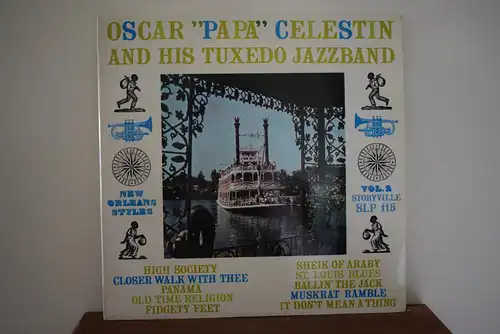 OSCAR "PAPA" CELESTIN
AND HIS TUXEDO JAZZBAND
NEW
ORLEANS
STYLES
VOL. 2
STORYVILLE
SLP 115
HIGH SOCIETY
CLOSER WALK WITH THEE
PANAMA
OLD TIME RELIGION
FIDGETY FEET
SHEIK OF ARABY
ST. LOUIS BLUES
BALLIN' THE JACK
MUSKRAT RAMBLE
IT DON'T MEAN A THING